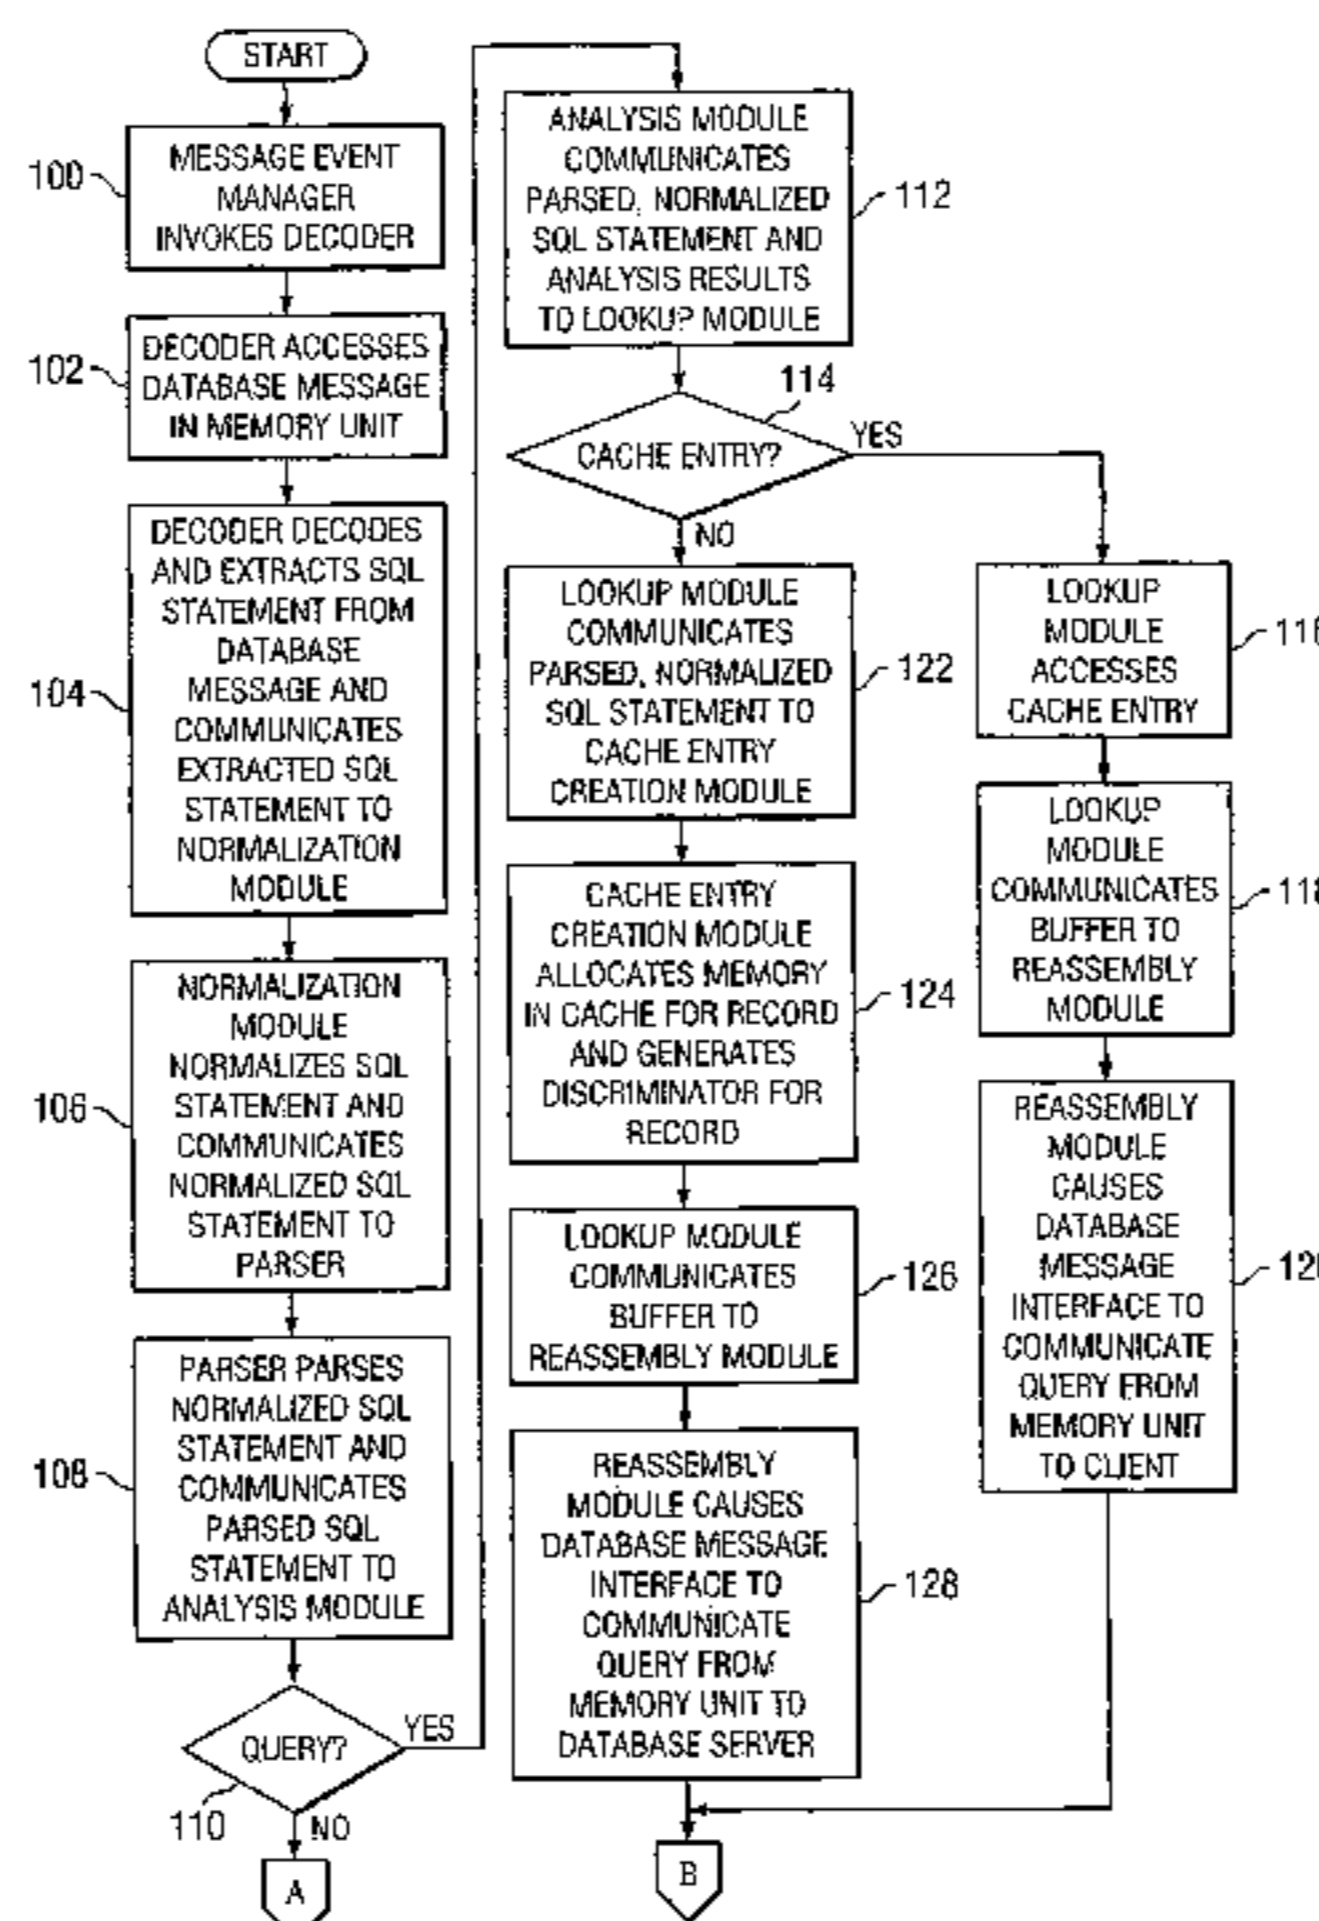 START
100
MESSAGE EVENT
MANAGER
INVOKES DECODER
102
DECODER ACCESSES
DATABASE MESSAGE
IN MEMORY UNIT
104
DECODER DECODES
AND EXTRACTS SQL
STATEMENT FROM
DATABASE
MESSAGE AND
COMMUNICATES
EXTRACTED SQL
STATEMENT TO
NORMALIZATION
MODULE
106
NORMALIZATION
MODULE
NORMALIZES SQL
STATEMENT AND
COMMUNICATES
NORMALIZED SQL
STATEMENT TO
PARSER
108
PARSER PARSES
NORMALIZED SQL
STATEMENT AND
COMMUNICATES
PARSED SQL
STATEMENT TO
ANALYSIS MODULE
QUERY?
YES
110
NO
A
ANALYSIS MODULE
COMMUNICATES
PARSED, NORMALIZED
SQL STATEMENT AND
ANALYSIS RESULTS
TO LOOKUP MODULE
112
114
CACHE ENTRY?
YES
NO
LOOKUP MODULE
COMMUNICATES
PARSED, NORMALIZED
SQL STATEMENT TO
CACHE ENTRY
CREATION MODULE
122
CACHE ENTRY
CREATION MODULE
ALLOCATES MEMORY
IN CACHE FOR RECORD
AND GENERATES
DISCRIMINATOR FOR
RECORD
124
LOOKUP MODULE
COMMUNICATES
BUFFER TO
REASSEMBLY MODULE
126
REASSEMBLY
MODULE CAUSES
DATABASE MESSAGE
INTERFACE TO
COMMUNICATE
QUERY FROM
MEMORY UNIT TO
DATABASE SERVER
128
B
LOOKUP
MODULE
ACCESSES
CACHE ENTRY
LOOKUP
MODULE
COMMUNICATES
BUFFER TO
REASSEMBLY
MODULE
REASSEMBLY
MODULE
CAUSES
DATABASE
MESSAGE
INTERFACE TO
COMMUNICATE
QUERY FROM
MEMORY UNIT
TO CLIENT